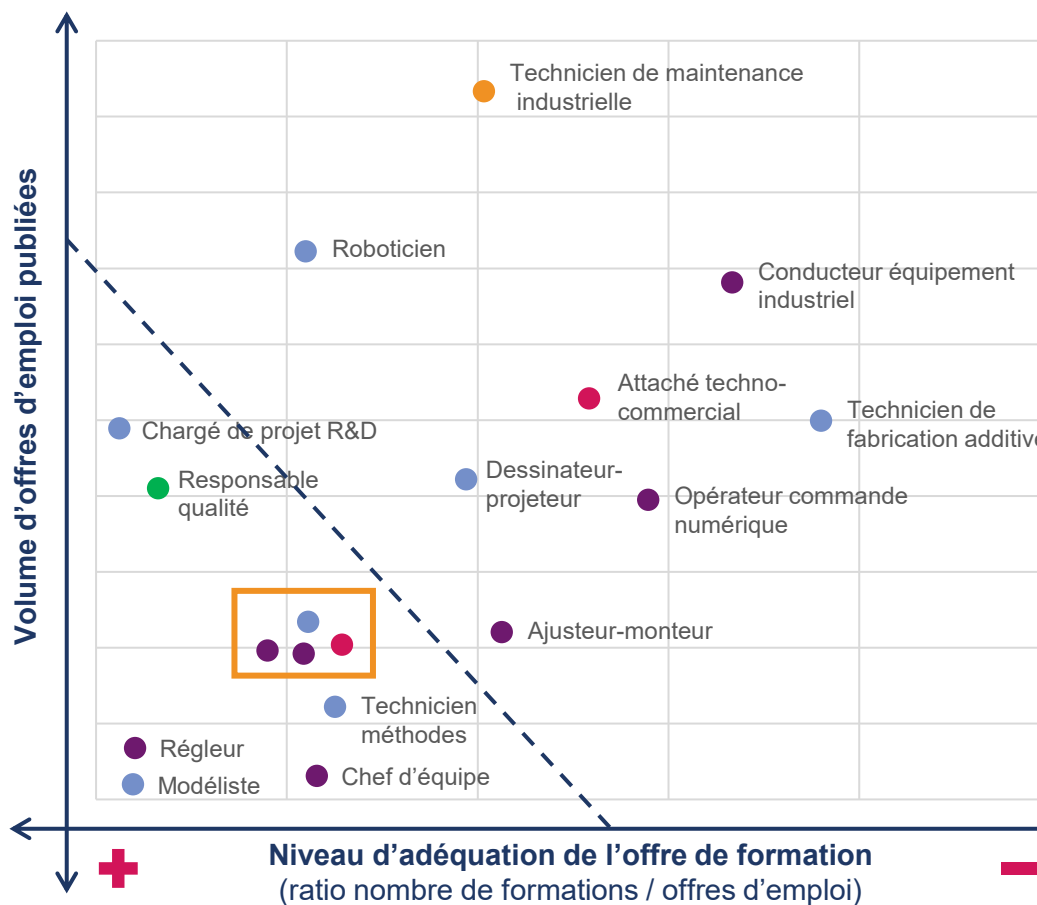 Technicien de maintenance
industrielle
Roboticien
Conducteur équipement
industriel
Attaché techno-
commercial
Technicien de
fabrication additive
Chargé de projet R&D
Responsable
qualité
Dessinateur-
projeteur
Opérateur commande
numérique
Ajusteur-monteur
Technicien
méthodes
Régleur
Modéliste
Chef d’équipe
Volume d’offres d’emploi publiées
Niveau d’adéquation de l’offre de formation
(ratio nombre de formations / offres d’emploi)